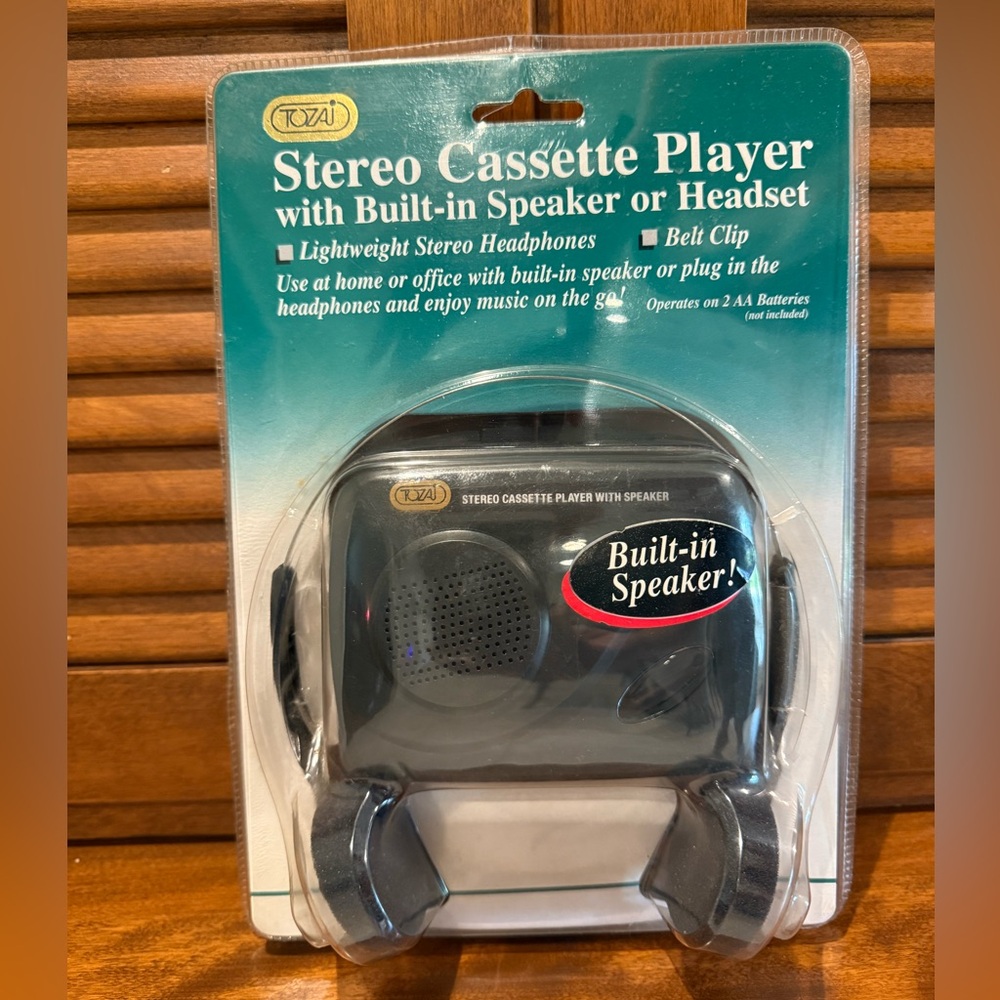 TOZAJ
Stereo Cassette Player
with Built-in Speaker or Headset
Lightweight Stereo Headphones
Belt Clip
Use at home or office with built-in speaker or plug in the
headphones and enjoy music on the go!
Operates on 2 AA Batteries
(not included)
TOZAJ
STEREO CASSETTE PLAYER WITH SPEAKER
Built-in
Speaker!